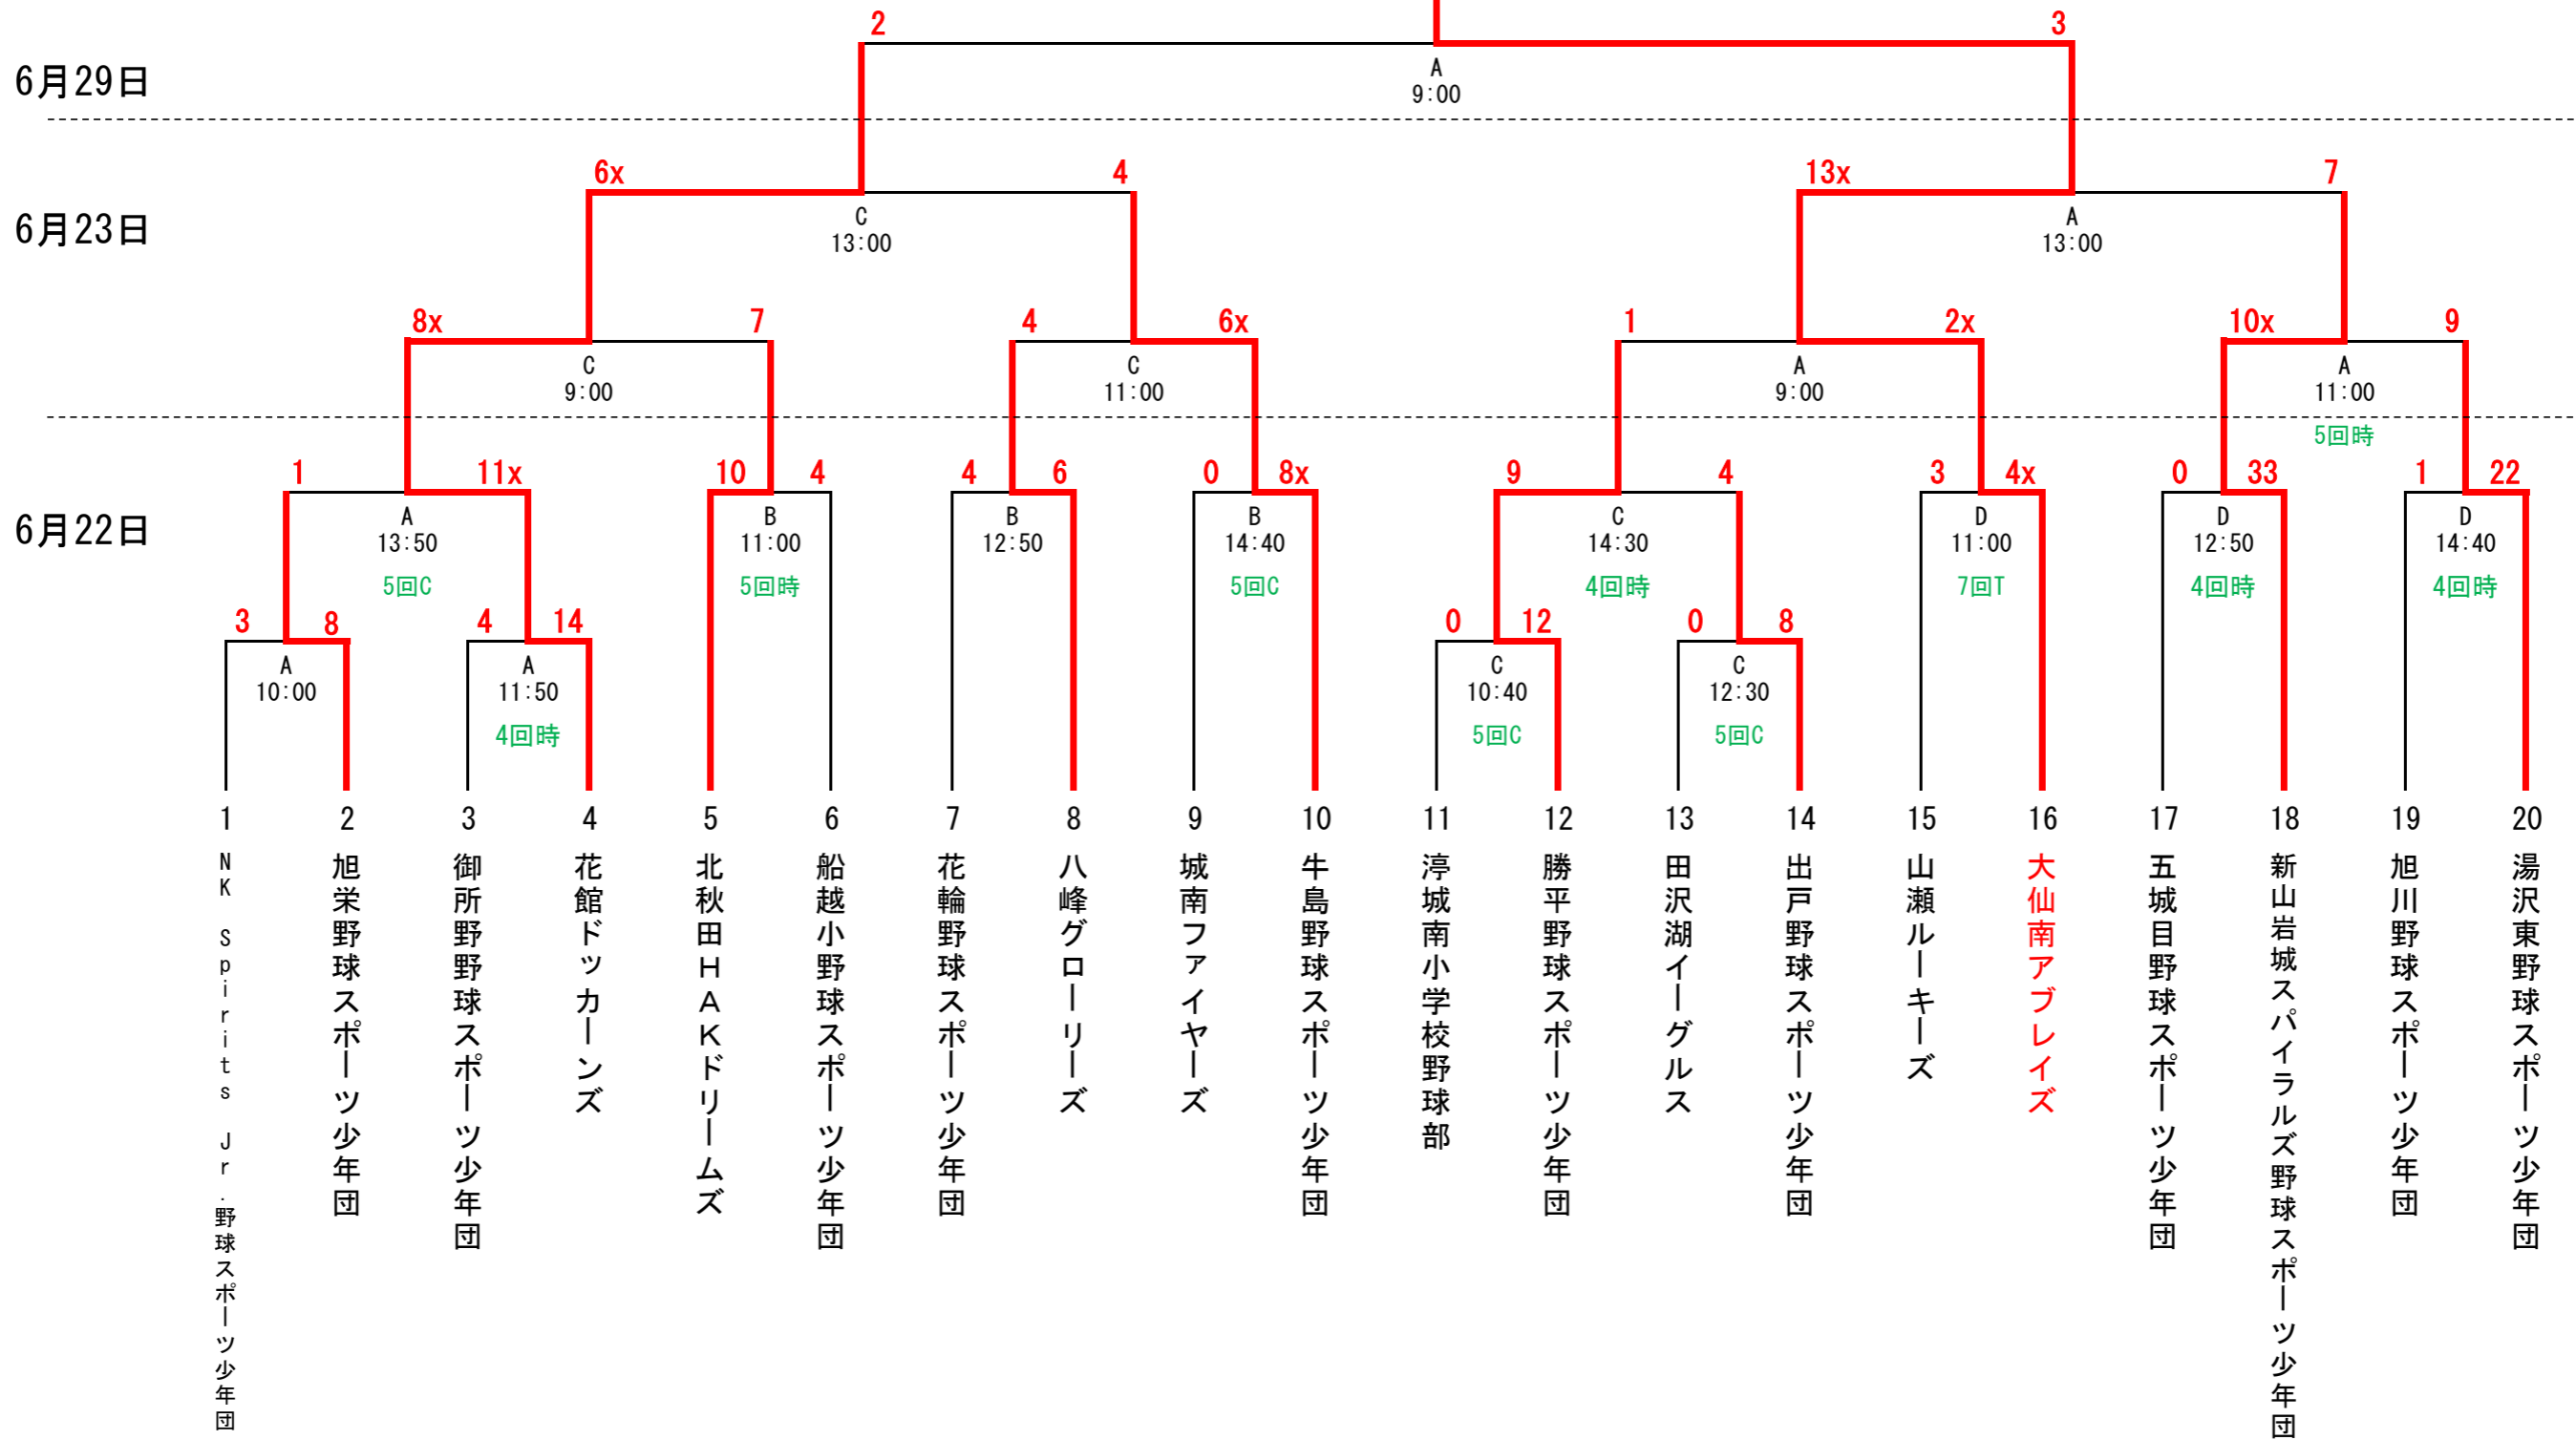 2 3
6月29日
A
9:00
6x 4 13x 7
6月23日
C A
13:00 13:00
8x 7 4 6x 1 2x 10x 9
C C A A
9:00 11:00 9:00 11:00
5回時
1 11x 10 4 4 6 0 8x 9 4 3 4x 0 33 1 22
6月22日
A B B B C D D D
13:50 11:00 12:50 14:40 14:30 11:00 12:50 14:40
5回C 5回時 5回C 4回時 7回T 4回時 4回時
3 8 4 14 0 12 0 8
A A C C
10:00 11:50 10:40 12:30
4回時 5回C 5回C
1 2 3 4 5 6 7 8 9 10 11 12 13 14 15 16 17 18 19 20
NK Spirits Jr.野球スポーツ少年団
旭栄野球スポーツ少年団
御所野野球スポーツ少年団
花館ドッカーンズ
北秋田HAKドリームズ
船越小野球スポーツ少年団
花輪野球スポーツ少年団
八峰グローリーズ
城南ファイヤーズ
牛島野球スポーツ少年団
渟城南小学校野球部
勝平野球スポーツ少年団
田沢湖イーグルス
出戸野球スポーツ少年団
山瀬ルーキーズ
大仙南アブレイズ
五城目野球スポーツ少年団
新山岩城スパイラルズ野球スポーツ少年団
旭川野球スポーツ少年団
湯沢東野球スポーツ少年団